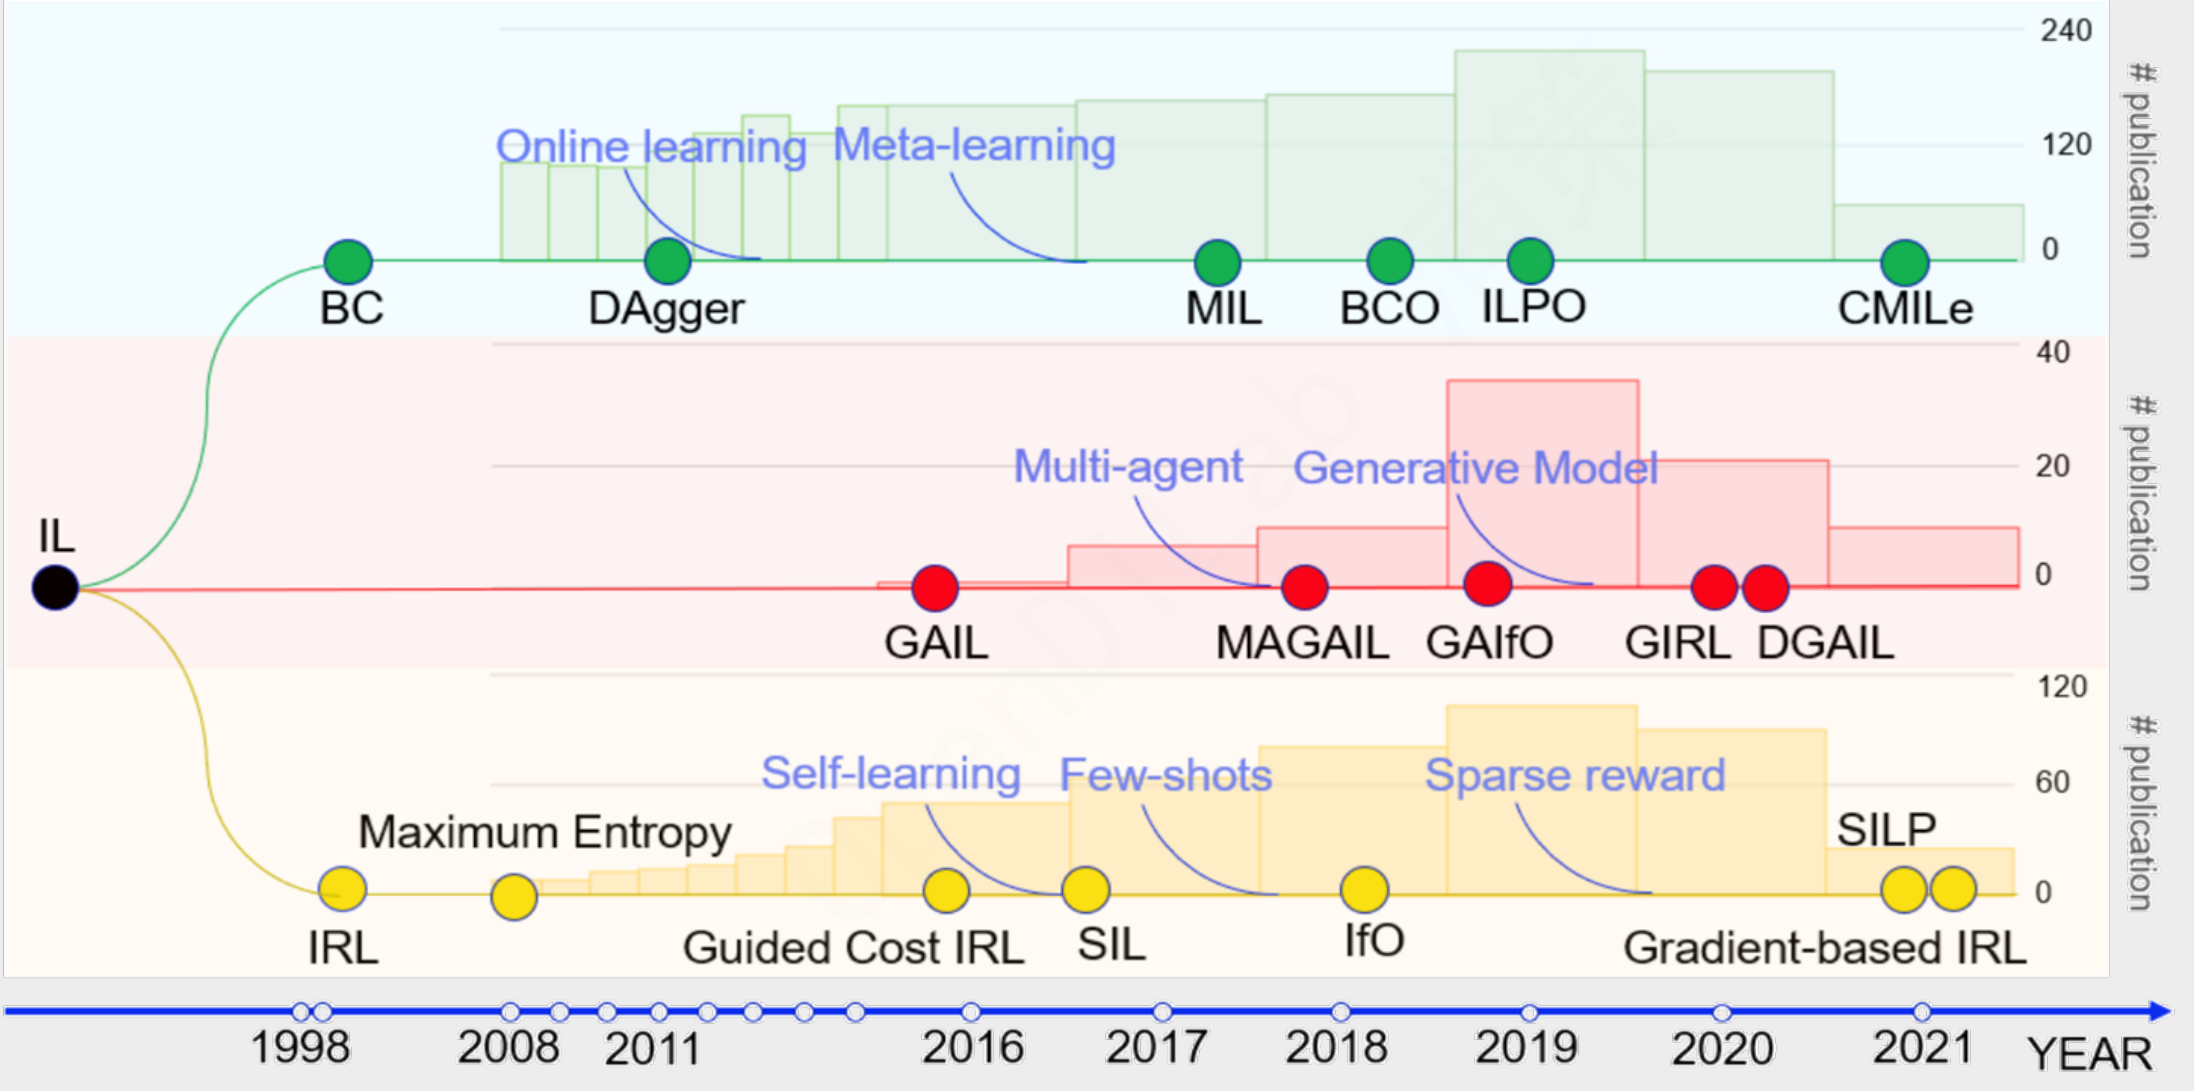 240
# publication
Online learning
Meta-learning
120
0
BC
DAgger
MIL
BCO
ILPO
CMILe
40
# publication
Multi-agent
Generative Model
20
IL
0
GAIL
MAGAIL
GAIfO
GIRL
DGAIL
120
# publication
Self-learning
Few-shots
Sparse reward
60
Maximum Entropy
SILP
0
IRL
Guided Cost IRL
SIL
IfO
Gradient-based IRL
1998
2008
2011
2016
2017
2018
2019
2020
2021
YEAR